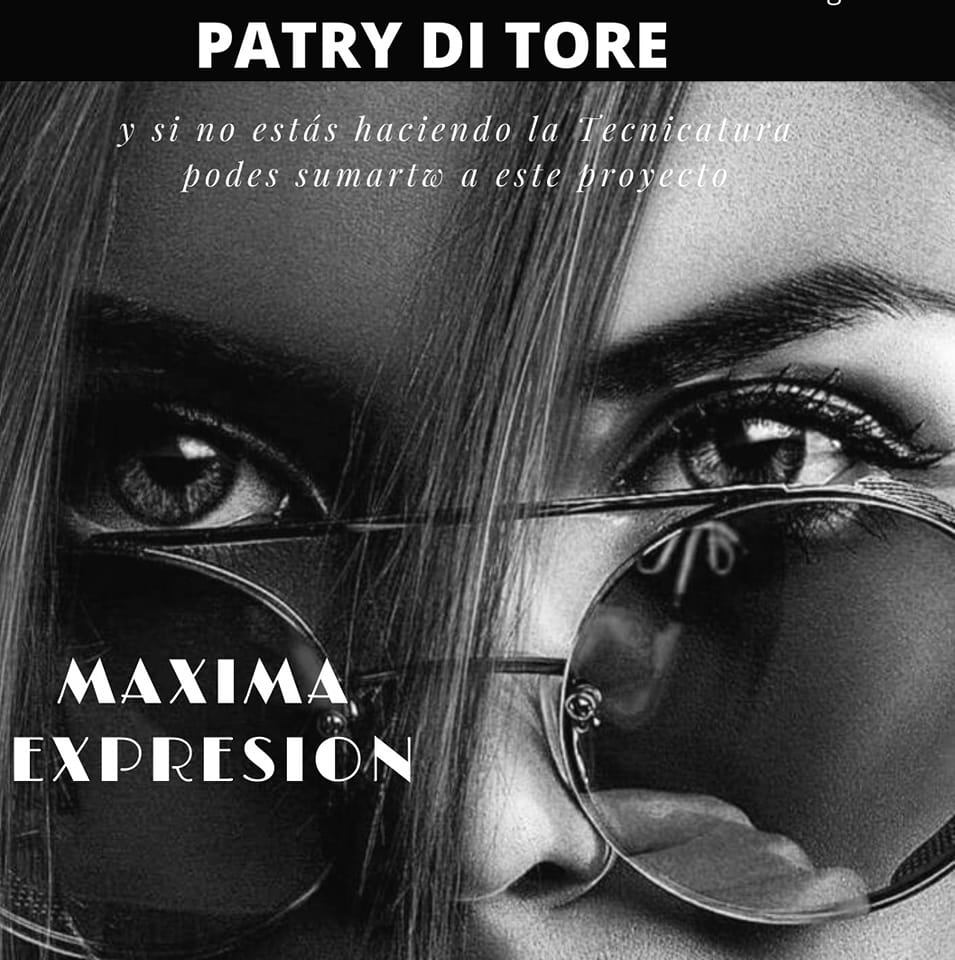 PATRY DI TORE
y si no estás haciendo la Tecnicatura
podes sumartw a este proyecto
MAXIMA
EXPRESION